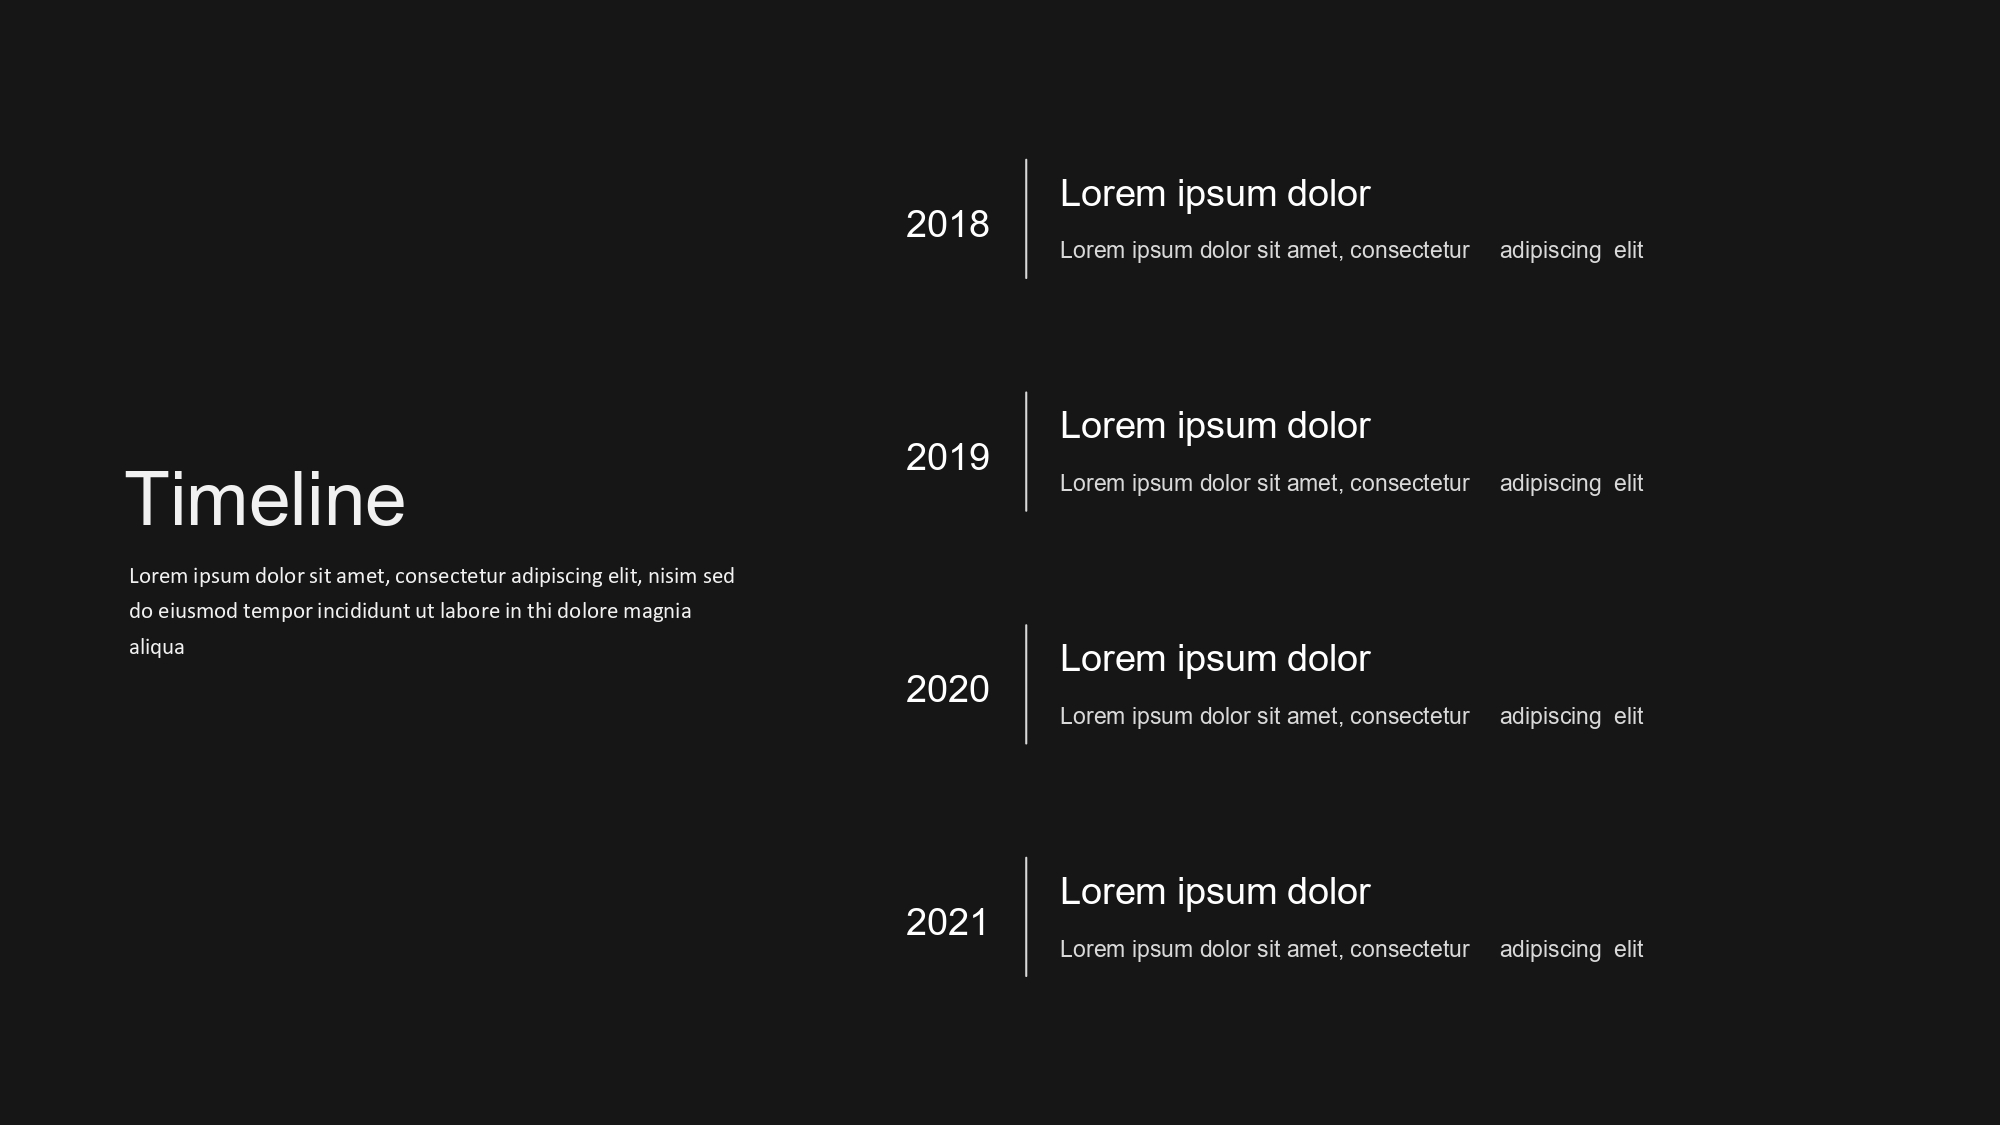 Timeline
Lorem ipsum dolor sit amet, consectetur adipiscing elit, nisim sed
do eiusmod tempor incididunt ut labore in thi dolore magnia
aliqua
2018
Lorem ipsum dolor
Lorem ipsum dolor sit amet, consectetur adipiscing elit
2019
Lorem ipsum dolor
Lorem ipsum dolor sit amet, consectetur adipiscing elit
2020
Lorem ipsum dolor
Lorem ipsum dolor sit amet, consectetur adipiscing elit
2021
Lorem ipsum dolor
Lorem ipsum dolor sit amet, consectetur adipiscing elit